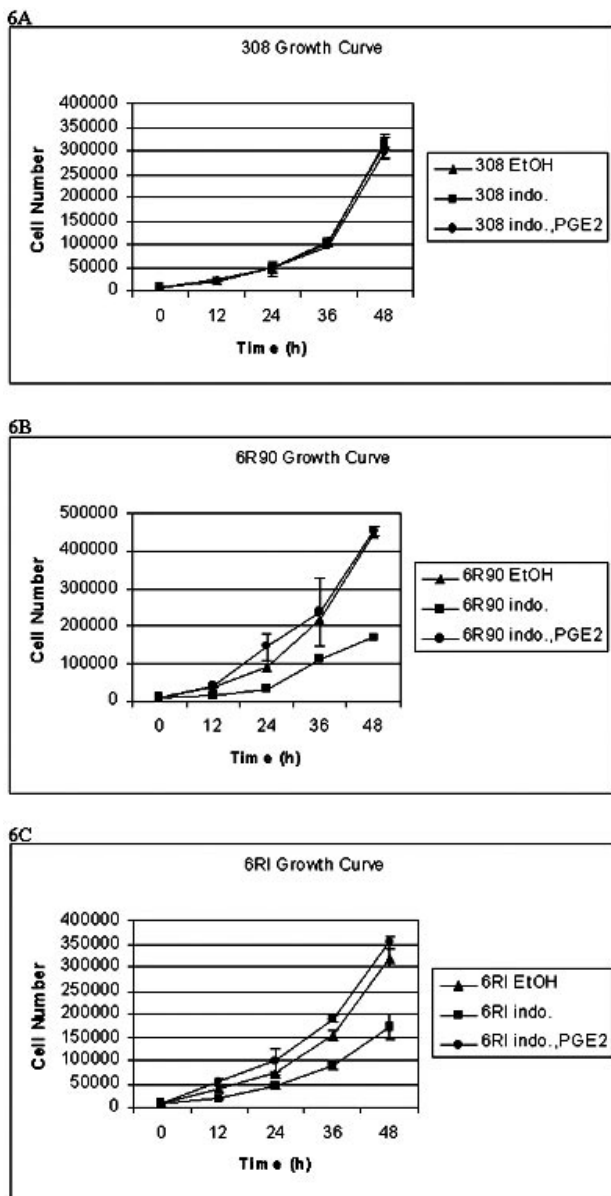 6A
308 Growth Curve
400000
350000
300000
250000
200000
150000
100000
50000
0
Cell Number
0 12 24 36 48
Time (h)
308 EtOH
308 indo.
308 indo.,PGE2
6B
6R90 Growth Curve
500000
400000
300000
200000
100000
0
Cell Number
0 12 24 36 48
Time (h)
6R90 EtOH
6R90 indo.
6R90 indo.,PGE2
6C
6RI Growth Curve
400000
350000
300000
250000
200000
150000
100000
50000
0
Cell Number
0 12 24 36 48
Time (h)
6RI EtOH
6RI indo.
6RI indo.,PGE2